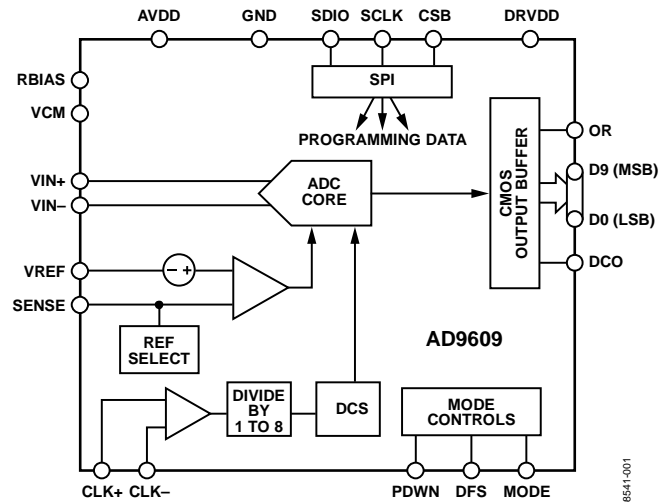 AVDD
GND
SDIO
SCLK
CSB
DRVDD
RBIAS
VCM
SPI
PROGRAMMING DATA
VIN+
VIN–
ADC
CORE
CMOS
OUTPUT BUFFER
OR
D9 (MSB)
D0 (LSB)
DCO
VREF
– +
SENSE
REF
SELECT
AD9609
DIVIDE
BY
1 TO 8
DCS
MODE
CONTROLS
CLK+
CLK–
PDWN
DFS
MODE
8541-001